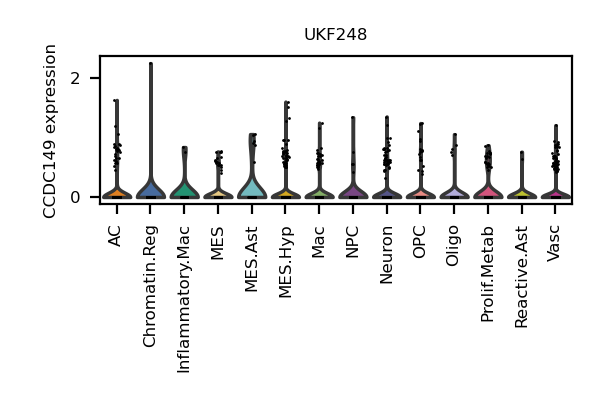 UKF248
CCDC149 expression
2
0
AC
Chromatin.Reg
Inflammatory.Mac
MES
MES.Ast
MES.Hyp
Mac
NPC
Neuron
OPC
Oligo
Prolif.Metab
Reactive.Ast
Vasc